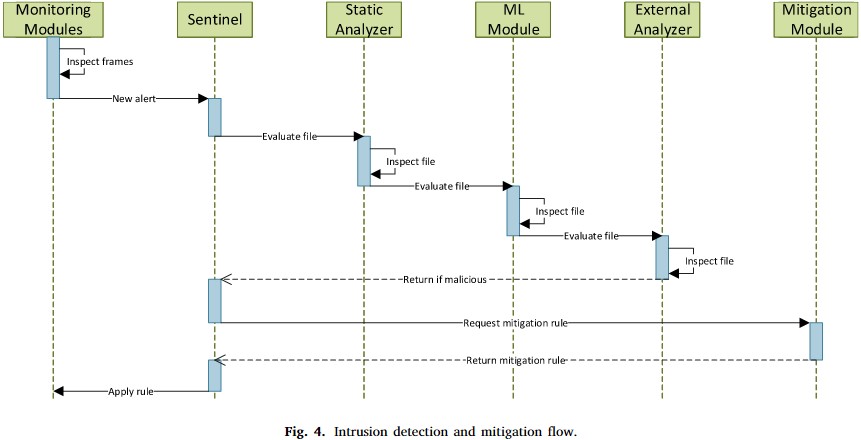 Monitoring
Modules
Sentinel
Static
Analyzer
ML
Module
External
Analyzer
Mitigation
Module
Inspect frames
New alert
Evaluate file
Inspect file
Evaluate file
Inspect file
Evaluate file
Inspect file
Return if malicious
Request mitigation rule
Return mitigation rule
Apply rule
Fig. 4. Intrusion detection and mitigation flow.